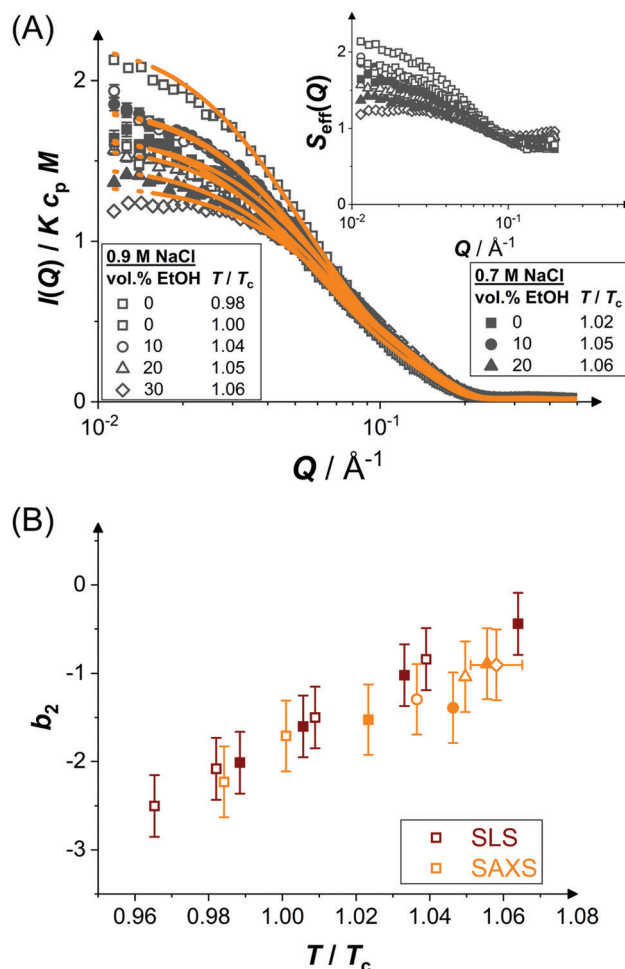 (A)
I(Q) / K cₚ M
2
1
0
10⁻²
10⁻¹
Q / Å⁻¹
0.9 M NaCl
vol.% EtOH T / T_c
0 0.98
0 1.00
10 1.04
20 1.05
30 1.06
S_eff(Q)
2
1
0
10⁻²
10⁻¹
Q / Å⁻¹
0.7 M NaCl
vol.% EtOH T / T_c
0 1.02
10 1.05
20 1.06
(B)
b₂
0
-1
-2
-3
0.96 0.98 1.00 1.02 1.04 1.06 1.08
T / T_c
SLS
SAXS